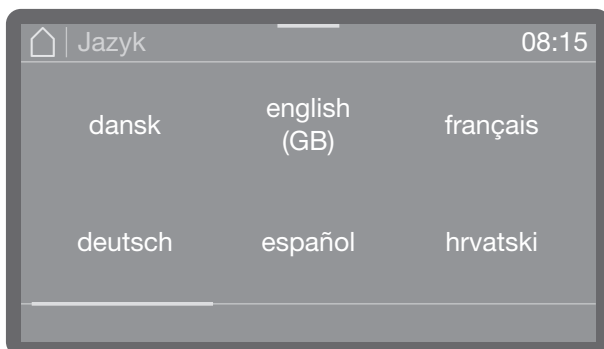 Jazyk
08:15
dansk
english
(GB)
français
deutsch
español
hrvatski